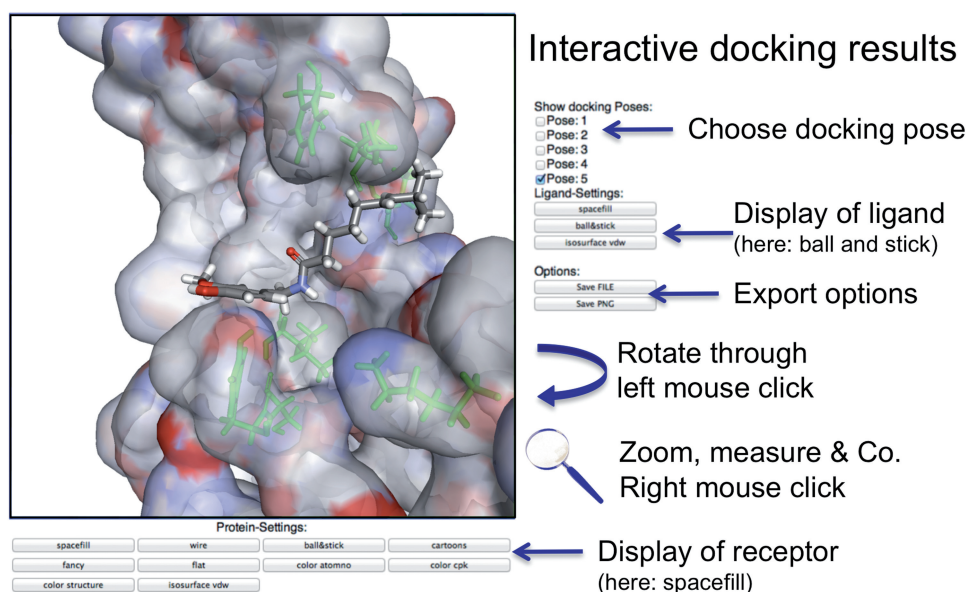 Interactive docking results
Show docking Poses:
Pose: 1
Pose: 2
Pose: 3
Pose: 4
Pose: 5
Choose docking pose
Ligand-Settings:
spacefill
ball&stick
isosurface vdw
Display of ligand
(here: ball and stick)
Options:
Save FILE
Save PNG
Export options
Rotate through
left mouse click
Zoom, measure & Co.
Right mouse click
Protein-Settings:
spacefill wire ball&stick cartoons
fancy flat color atomno color cpk
color structure isosurface vdw
Display of receptor
(here: spacefill)